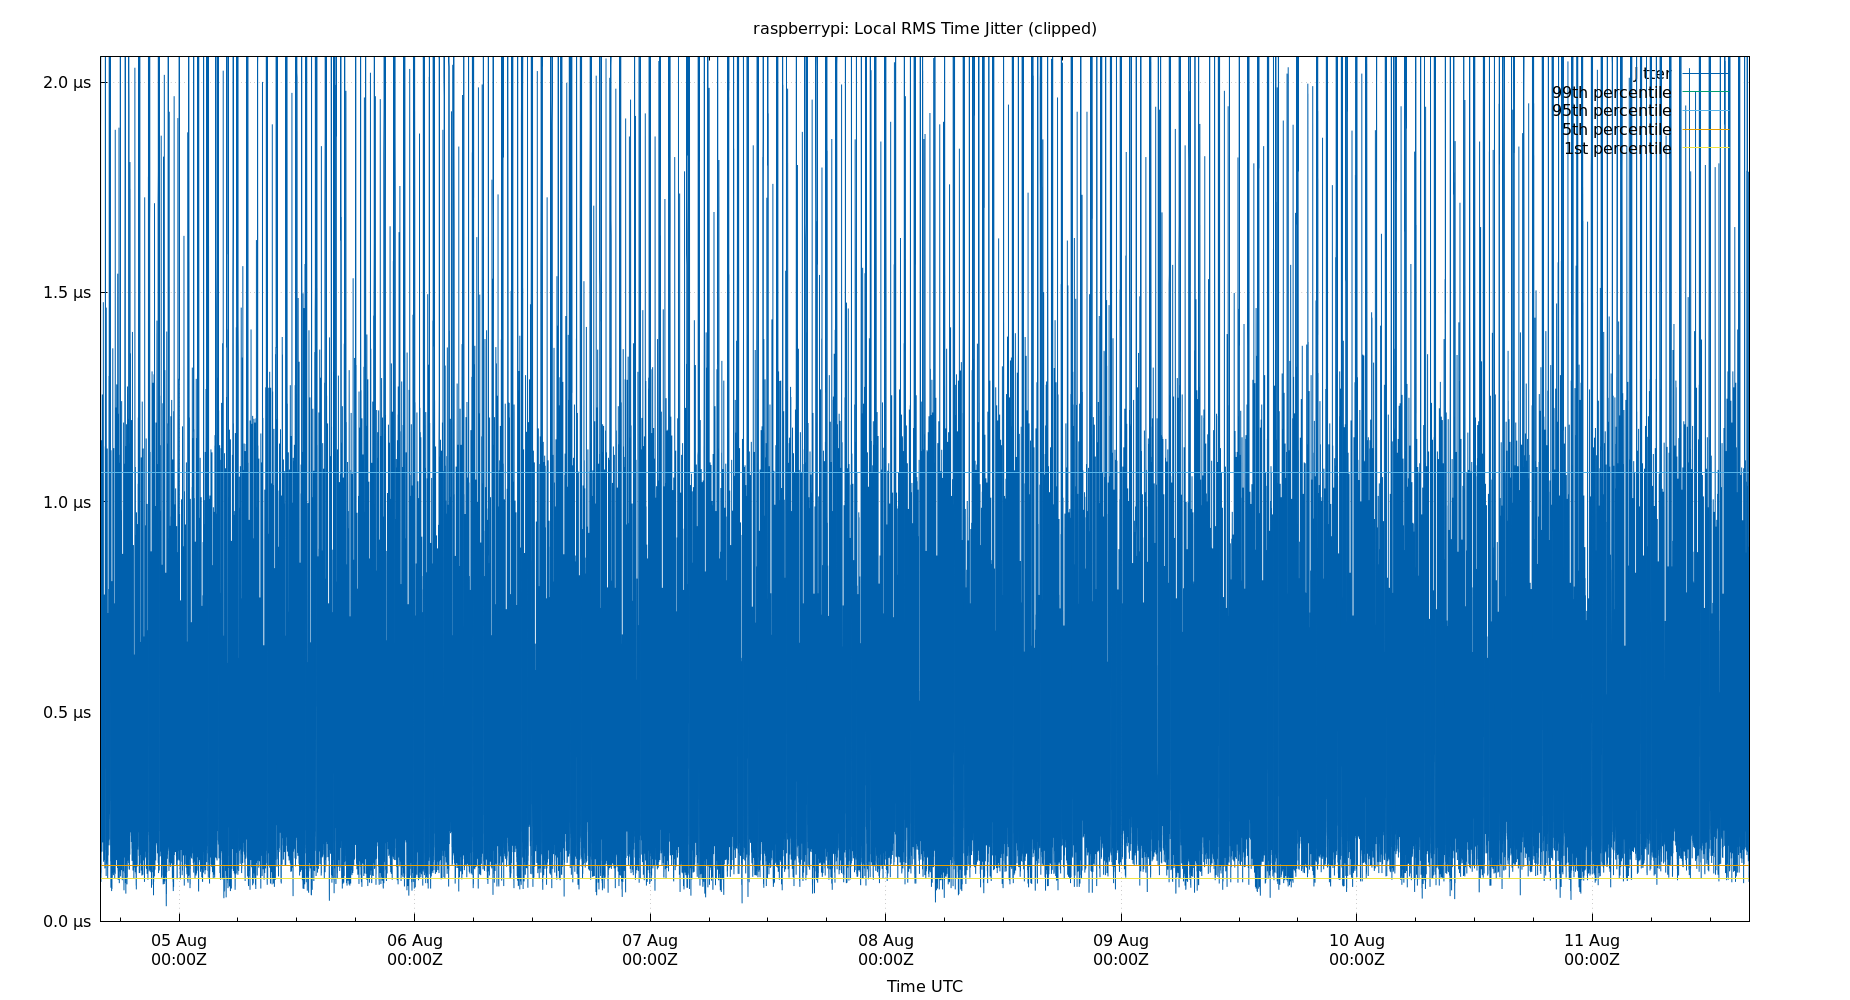 raspberrypi: Local RMS Time Jitter (clipped)
2.0 µs
jitter
99th percentile
95th percentile
5th percentile
1st percentile
1.5 µs
1.0 µs
0.5 µs
0.0 µs
05 Aug 06 Aug 07 Aug 08 Aug 09 Aug 10 Aug 11 Aug
00:00Z 00:00Z 00:00Z 00:00Z 00:00Z 00:00Z 00:00Z
Time UTC